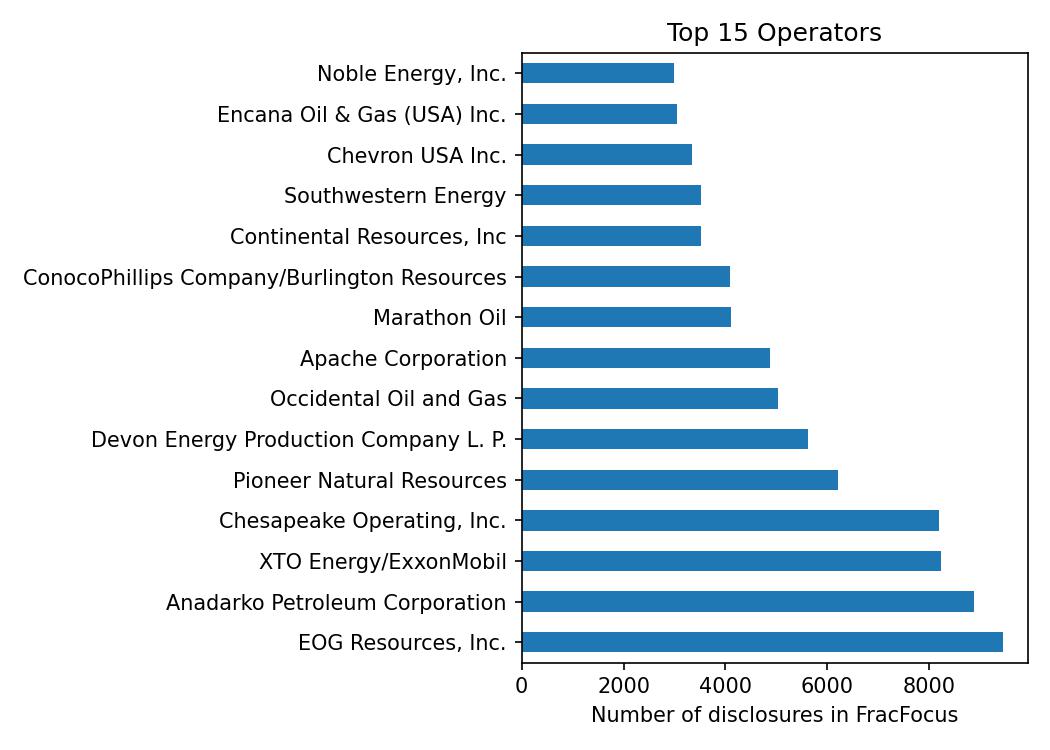 Top 15 Operators
Noble Energy, Inc.
Encana Oil & Gas (USA) Inc.
Chevron USA Inc.
Southwestern Energy
Continental Resources, Inc
ConocoPhillips Company/Burlington Resources
Marathon Oil
Apache Corporation
Occidental Oil and Gas
Devon Energy Production Company L. P.
Pioneer Natural Resources
Chesapeake Operating, Inc.
XTO Energy/ExxonMobil
Anadarko Petroleum Corporation
EOG Resources, Inc.
0 2000 4000 6000 8000
Number of disclosures in FracFocus